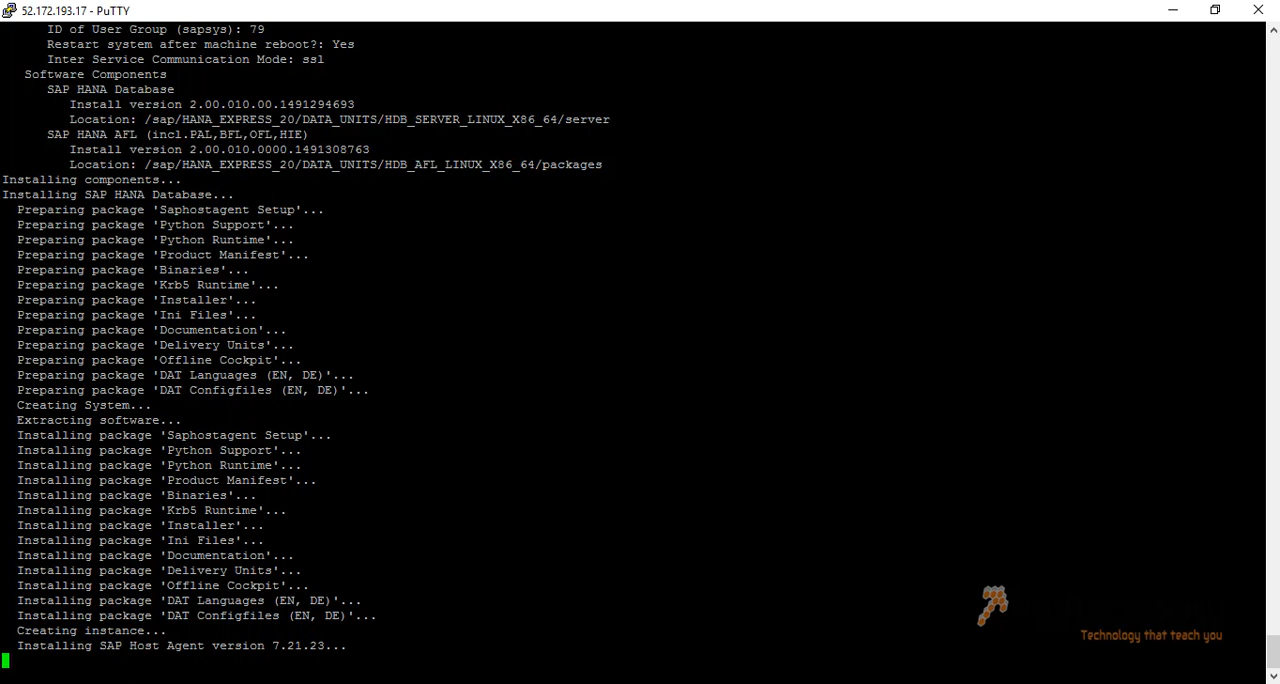 52.172.193.17 - PuTTY
ID of User Group (sapsys): 79
Restart system after machine reboot?: Yes
Inter Service Communication Mode: ssl
Software Components
SAP HANA Database
Install version 2.00.010.00.1491294693
Location: /sap/HANA_EXPRESS_20/DATA_UNITS/HDB_SERVER_LINUX_X86_64/server
SAP HANA AFL (incl.PAL,BFL,OFL,HIE)
Install version 2.00.010.0000.1491308763
Location: /sap/HANA_EXPRESS_20/DATA_UNITS/HDB_AFL_LINUX_X86_64/packages
Installing components...
Installing SAP HANA Database...
Preparing package 'Saphostagent Setup'...
Preparing package 'Python Support'...
Preparing package 'Python Runtime'...
Preparing package 'Product Manifest'...
Preparing package 'Binaries'...
Preparing package 'Krb5 Runtime'...
Preparing package 'Installer'...
Preparing package 'Ini Files'...
Preparing package 'Documentation'...
Preparing package 'Delivery Units'...
Preparing package 'Offline Cockpit'...
Preparing package 'DAT Languages (EN, DE)'...
Preparing package 'DAT Configfiles (EN, DE)'...
Creating System...
Extracting software...
Installing package 'Saphostagent Setup'...
Installing package 'Python Support'...
Installing package 'Python Runtime'...
Installing package 'Product Manifest'...
Installing package 'Binaries'...
Installing package 'Krb5 Runtime'...
Installing package 'Installer'...
Installing package 'Ini Files'...
Installing package 'Documentation'...
Installing package 'Delivery Units'...
Installing package 'Offline Cockpit'...
Installing package 'DAT Languages (EN, DE)'...
Installing package 'DAT Configfiles (EN, DE)'...
Creating instance...
Installing SAP Host Agent version 7.21.23...
Technology that teach you